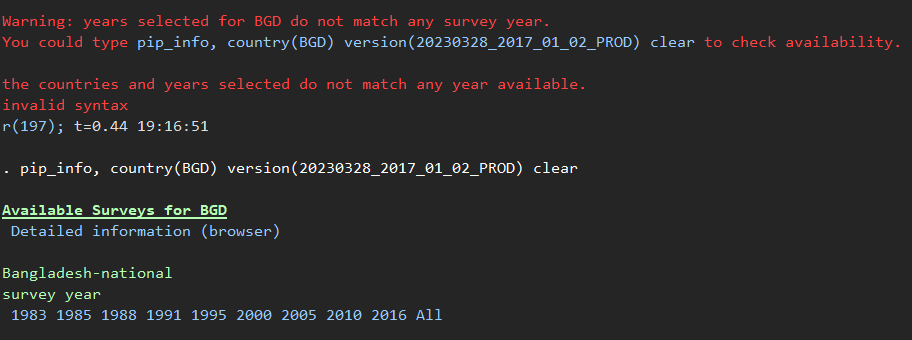 Warning: years selected for BGD do not match any survey year.
You could type pip_info, country(BGD) version(20230328_2017_01_02_PROD) clear to check availability.
the countries and years selected do not match any year available.
invalid syntax
r(197); t=0.44 19:16:51
. pip_info, country(BGD) version(20230328_2017_01_02_PROD) clear
Available Surveys for BGD
Detailed information (browser)
Bangladesh-national
survey year
1983 1985 1988 1991 1995 2000 2005 2010 2016 All